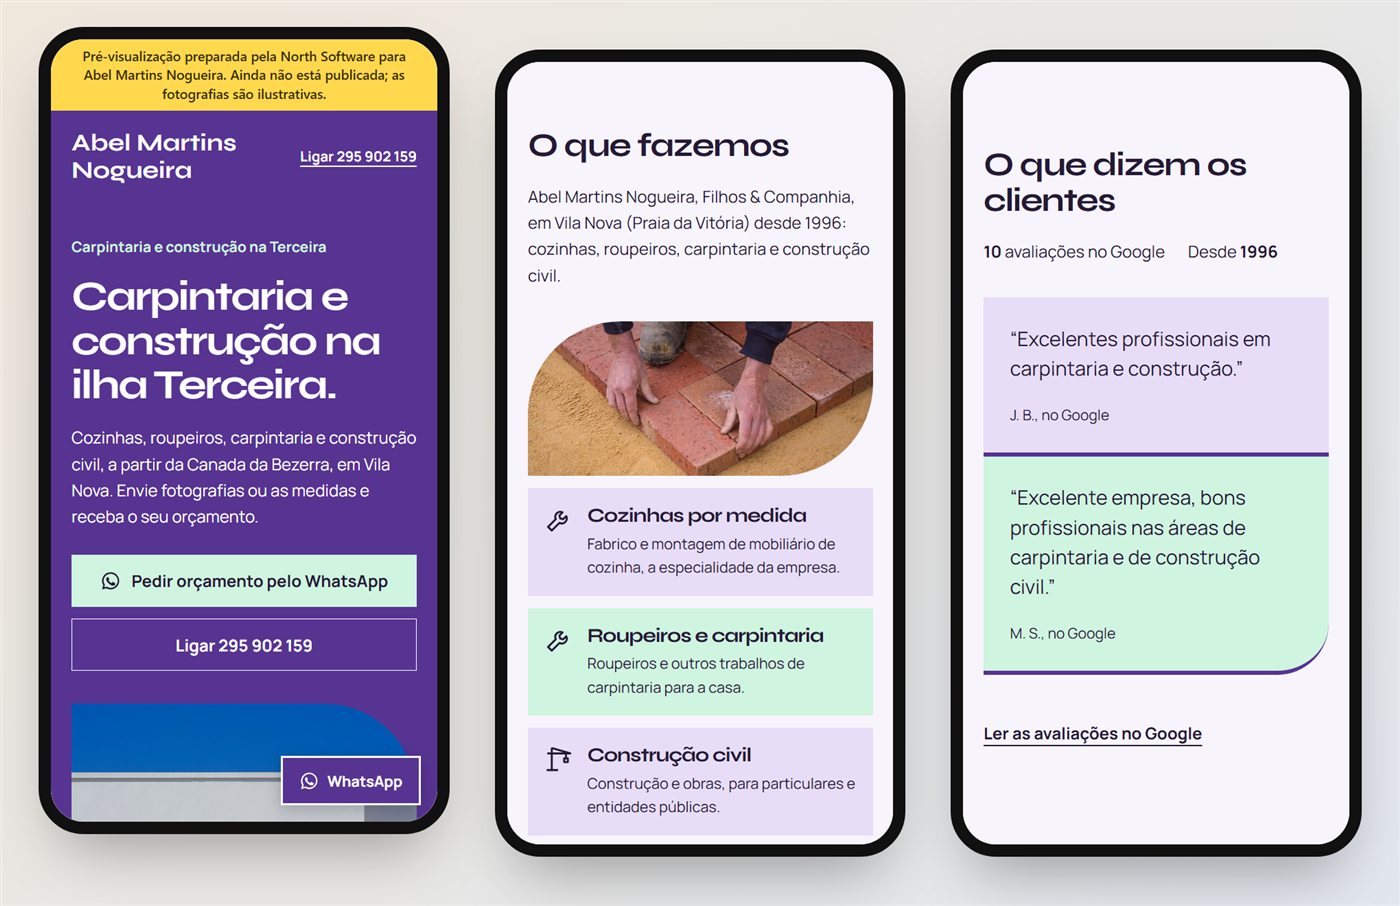 Pré-visualização preparada pela North Software para
Abel Martins Nogueira. Ainda não está publicada; as
fotografias são ilustrativas.
Abel Martins
Nogueira
Ligar 295 902 159
Carpintaria e construção na Terceira
Carpintaria e
construção na
ilha Terceira.
Cozinhas, roupeiros, carpintaria e construção
civil, a partir da Canada da Bezerra, em Vila
Nova. Envie fotografias ou as medidas e
receba o seu orçamento.
Pedir orçamento pelo WhatsApp
Ligar 295 902 159
WhatsApp
O que fazemos
Abel Martins Nogueira, Filhos & Companhia,
em Vila Nova (Praia da Vitória) desde 1996:
cozinhas, roupeiros, carpintaria e construção
civil.
Cozinhas por medida
Fabrico e montagem de mobiliário de
cozinha, a especialidade da empresa.
Roupeiros e carpintaria
Roupeiros e outros trabalhos de
carpintaria para a casa.
Construção civil
Construção e obras, para particulares e
entidades públicas.
O que dizem os
clientes
10 avaliações no Google Desde 1996
“Excelentes profissionais em
carpintaria e construção.”
J. B., no Google
“Excelente empresa, bons
profissionais nas áreas de
carpintaria e de construção
civil.”
M. S., no Google
Ler as avaliações no Google